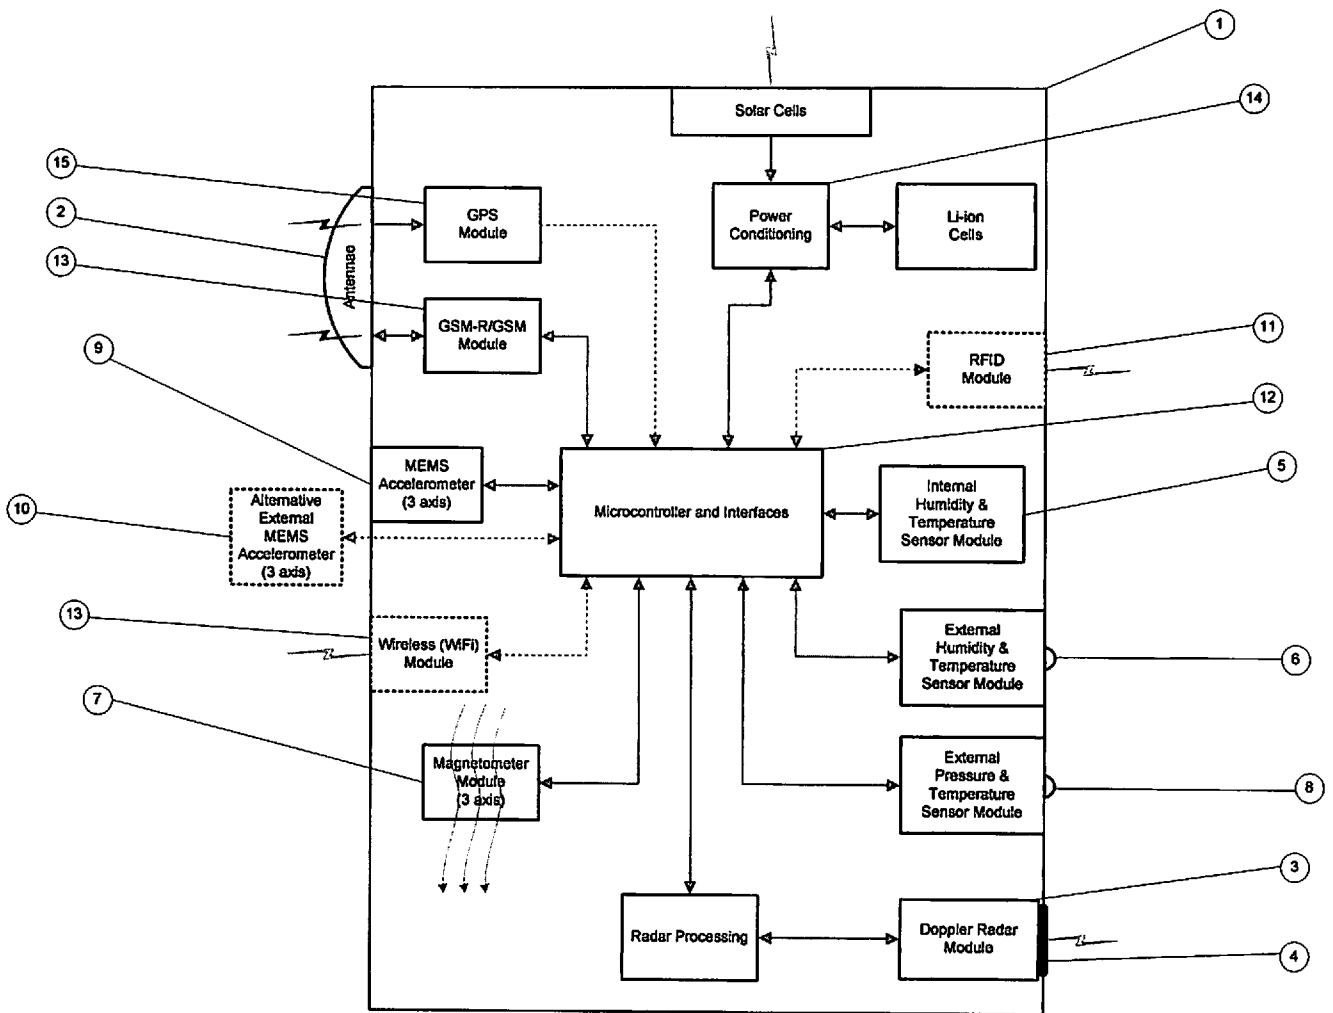 1
Solar Cells
14
15
GPS
Module
Power
Conditioning
Li-ion
Cells
2
13
Antennae
GSM-R/GSM
Module
11
RFID
Module
9
12
MEMS
Accelerometer
(3 axis)
5
Internal
Humidity &
Temperature
Sensor Module
Microcontroller and Interfaces
10
Alternative
External
MEMS
Accelerometer
(3 axis)
13
Wireless (WiFi)
Module
External
Humidity &
Temperature
Sensor Module
6
7
Magnetometer
Module
(3 axis)
External
Pressure &
Temperature
Sensor Module
8
3
Radar Processing
Doppler Radar
Module
4